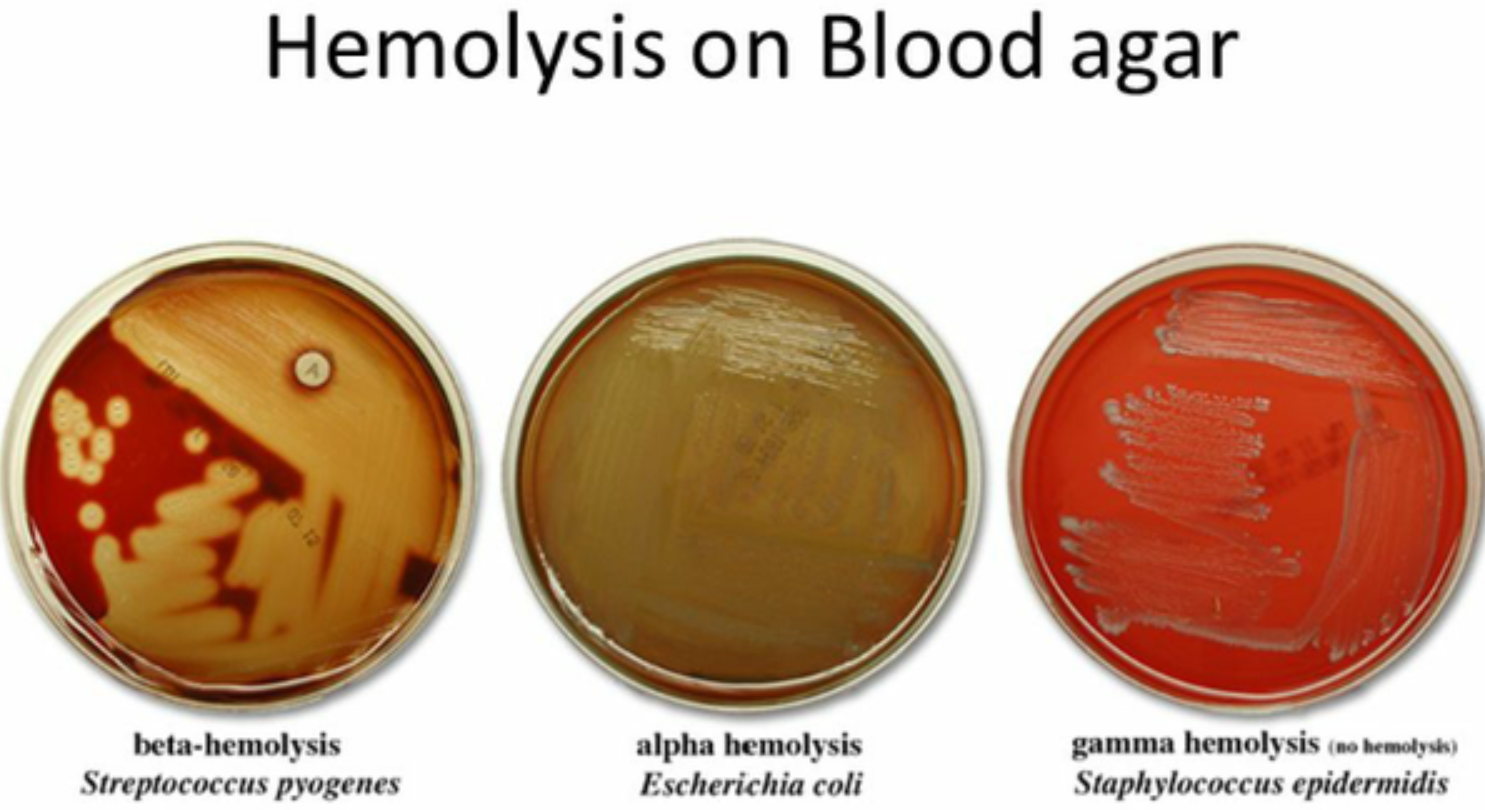 Hemolysis on Blood agar
A
beta-hemolysis
Streptococcus pyogenes
alpha hemolysis
Escherichia coli
gamma hemolysis (no hemolysis)
Staphylococcus epidermidis